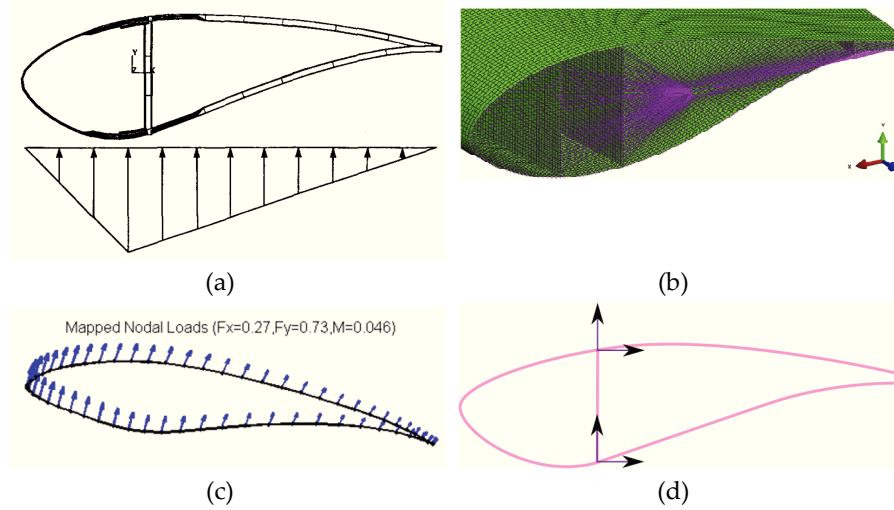 Y
Z X
Y
X
(a)
(b)
Mapped Nodal Loads (Fx=0.27,Fy=0.73,M=0.046)
(c)
(d)